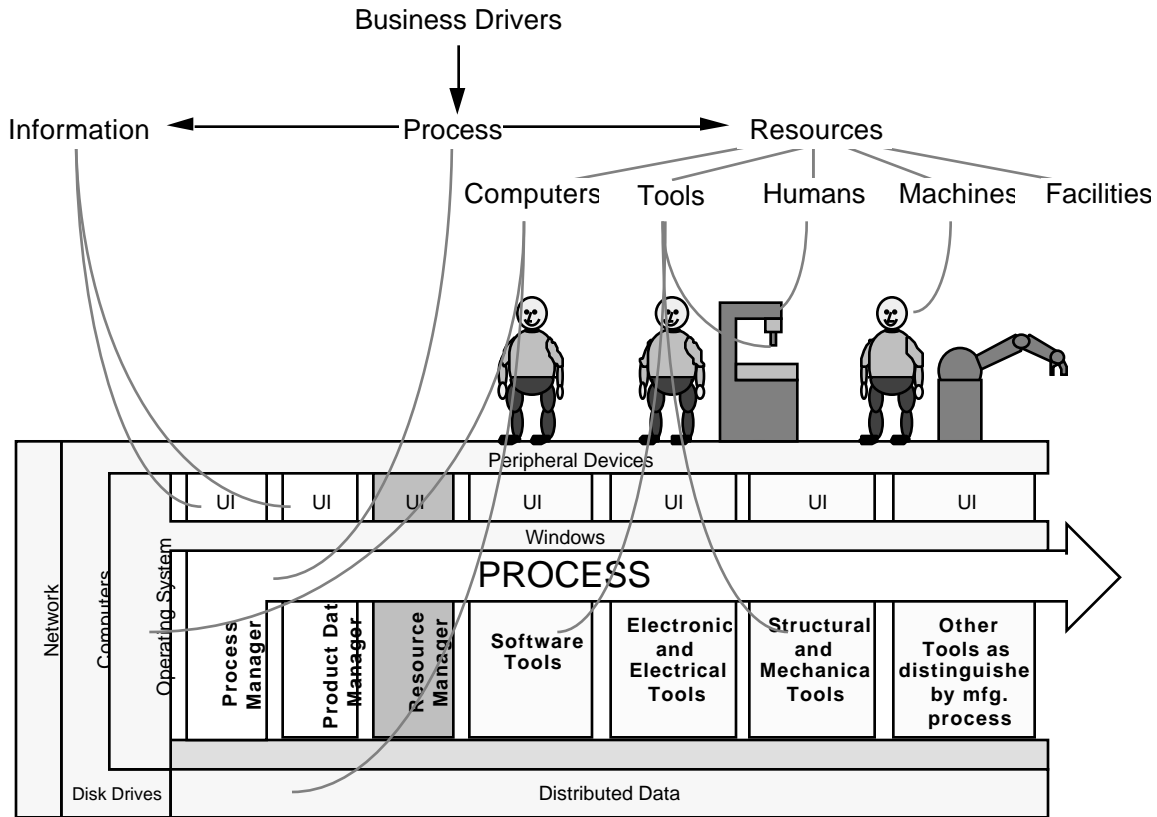 Business Drivers
Information
Process
Resources
Computers
Tools
Humans
Machines
Facilities
Peripheral Devices
UI
UI
UI
UI
UI
UI
UI
Windows
PROCESS
Network
Computers
Operating System
Process
Manager
Product Dat
Manager
Resource
Manager
Software
Tools
Electronic
and
Electrical
Tools
Structural
and
Mechanica
Tools
Other
Tools as
distinguishe
by mfg.
process
Disk Drives
Distributed Data